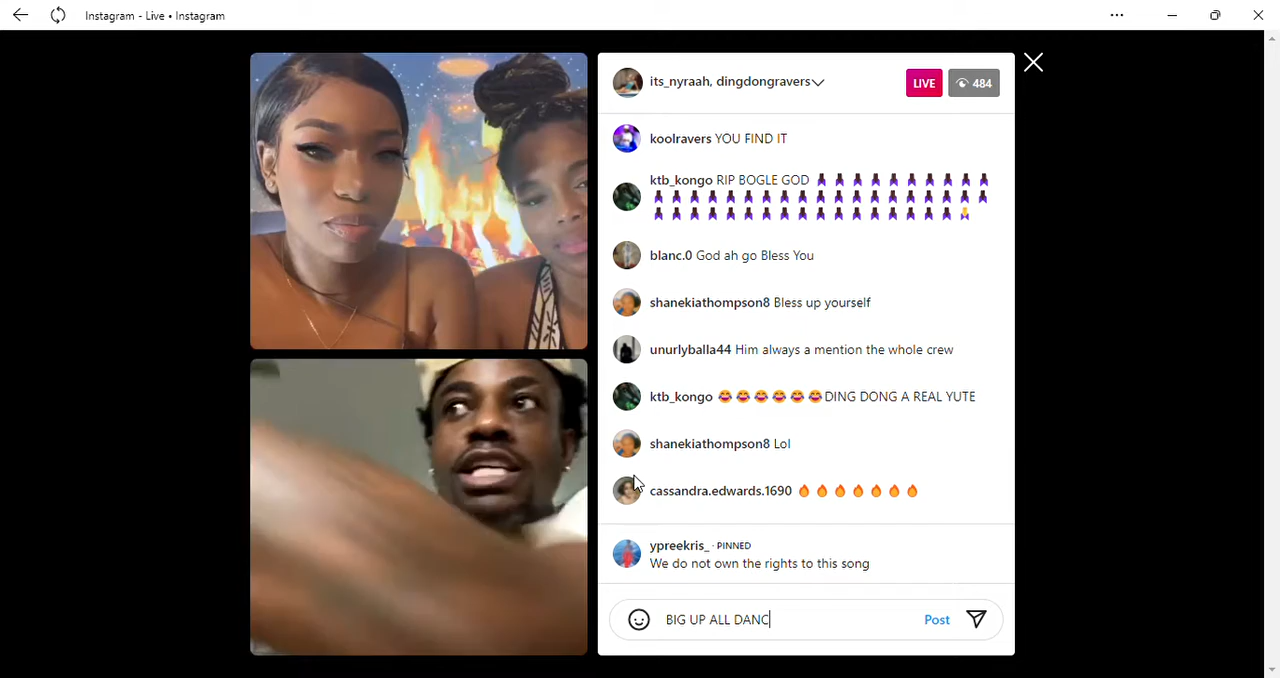 Instagram - Live • Instagram
its_nyraah, dingdongravers
LIVE
484
koolravers YOU FIND IT
ktb_kongo RIP BOGLE GOD
blanc.0 God ah go Bless You
shanekiathompson8 Bless up yourself
unurlyballa44 Him always a mention the whole crew
ktb_kongo 😂😂😂😂😂😂DING DONG A REAL YUTE
shanekiathompson8 Lol
cassandra.edwards.1690 🔥🔥🔥🔥🔥🔥🔥
ypreekris_ · PINNED
We do not own the rights to this song
BIG UP ALL DANC
Post